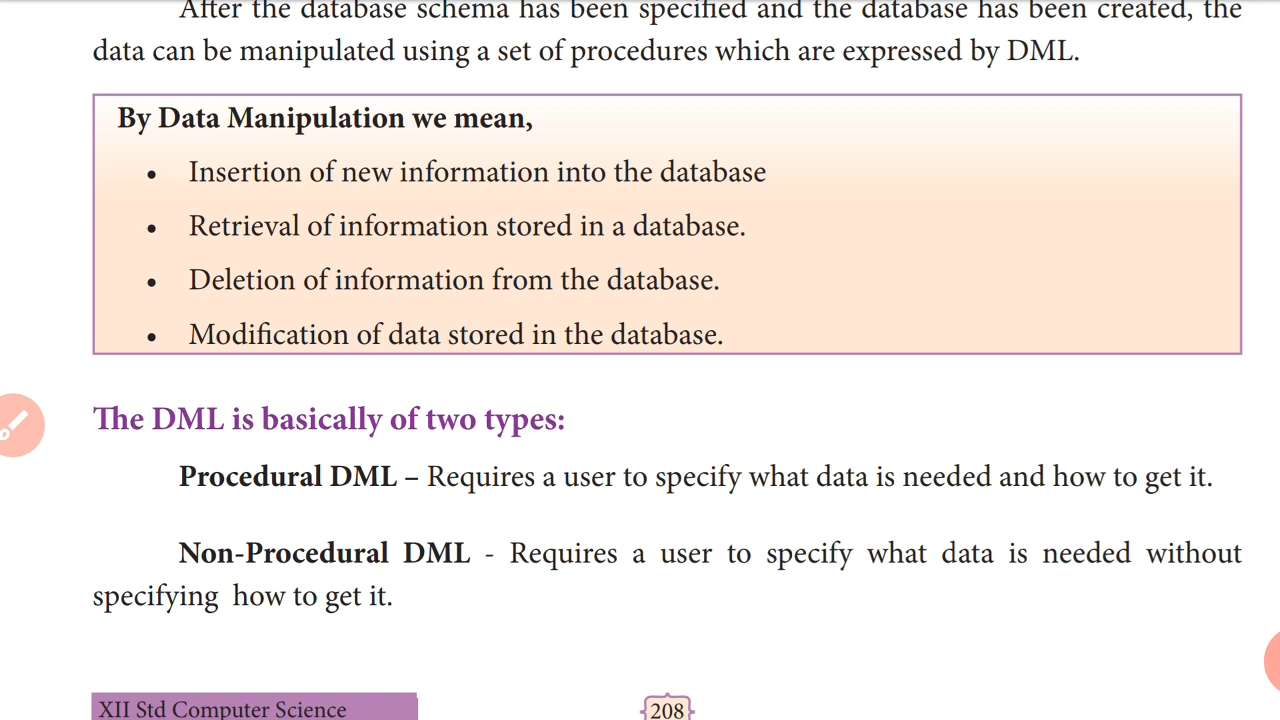 After the database schema has been specified and the database has been created, the
data can be manipulated using a set of procedures which are expressed by DML.
By Data Manipulation we mean,
• Insertion of new information into the database
• Retrieval of information stored in a database.
• Deletion of information from the database.
• Modification of data stored in the database.
The DML is basically of two types:
Procedural DML – Requires a user to specify what data is needed and how to get it.
Non-Procedural DML - Requires a user to specify what data is needed without
specifying how to get it.
XII Std Computer Science
208